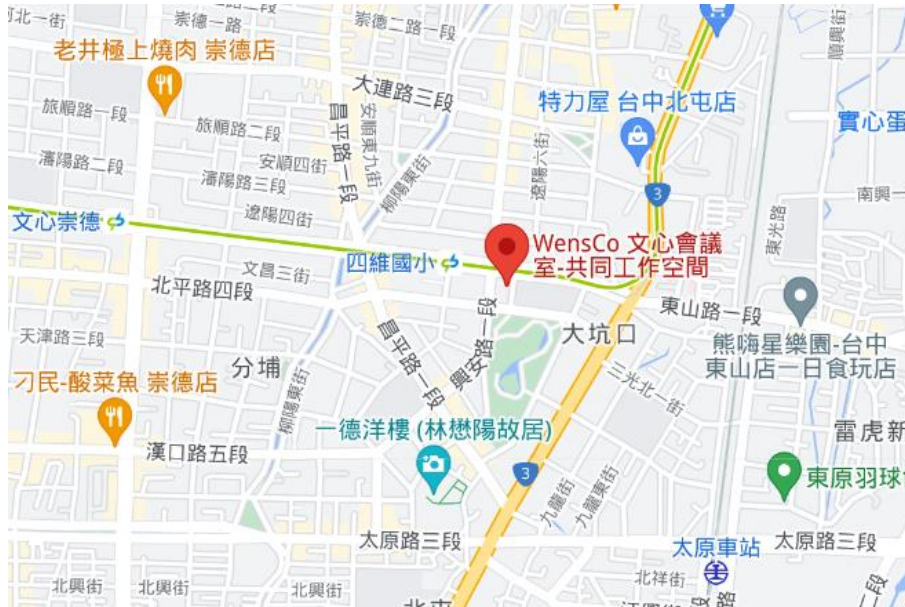 河北一街
崇德一路
崇德二路一段
老井極上燒肉 崇德店
大連路三段
順興街
特力屋 台中北屯店
旅順路一段
旅順路二段
昌平路一段
安順東九街
安順四街
柳陽東街
遼陽六街
實心蛋
瀋陽路二段
瀋陽路三段
3
南興一
遼陽四街
文心崇德
東光路
四維國小
WensCo 文心會議
室-共同工作空間
文昌三街
北平路四段
東山路一段
天津路三段
昌平路一段
興安路一段
大坑口
熊嗨星樂園-台中
東山店一日食玩店
分埔
三光北一街
刁民-酸菜魚 崇德店
柳陽東街
一德洋樓 (林懋陽故居)
雷虎新
漢口路五段
3
東原羽球
九龍街
九龍東街
太原路三段
太原車站
太原路三段
北興街
北興街
北興街
北祥街